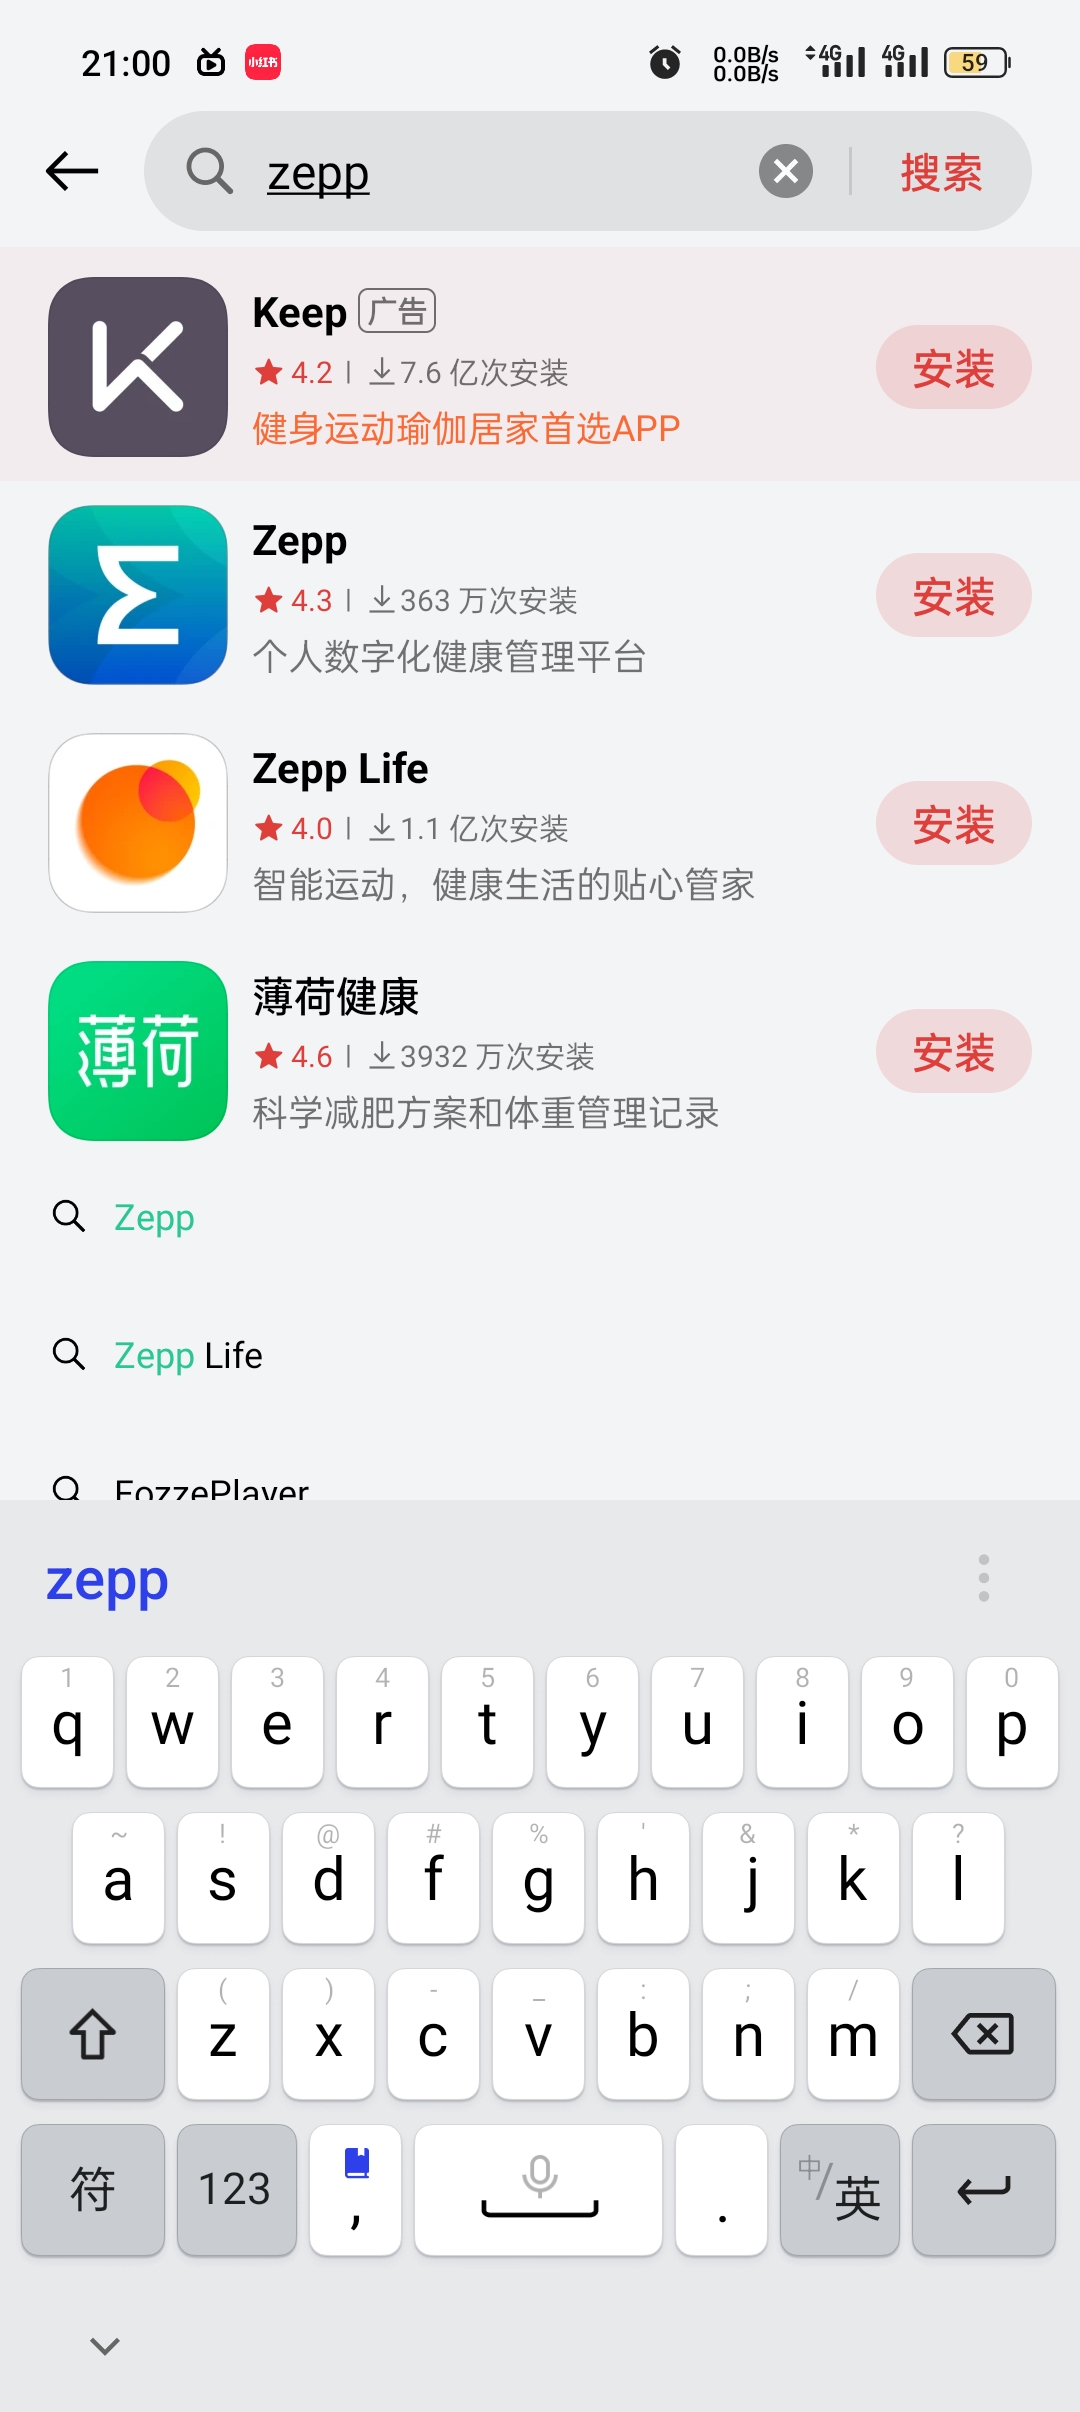 21:00 小红书 0.0B/s 0.0B/s 4G 4G 59
zepp 搜索
Keep 广告
4.2 7.6 亿次安装 安装
健身运动瑜伽居家首选APP
Zepp
4.3 363 万次安装 安装
个人数字化健康管理平台
Zepp Life
4.0 1.1 亿次安装 安装
智能运动，健康生活的贴心管家
薄荷
薄荷健康
4.6 3932 万次安装 安装
科学减肥方案和体重管理记录
Zepp
Zepp Life
FozzePlayer
zepp
1 2 3 4 5 6 7 8 9 0
q w e r t y u i o p
~ ! @ # % ' & * ?
a s d f g h j k l
( ) - _ : ; /
z x c v b n m
符 123 , . 中/英